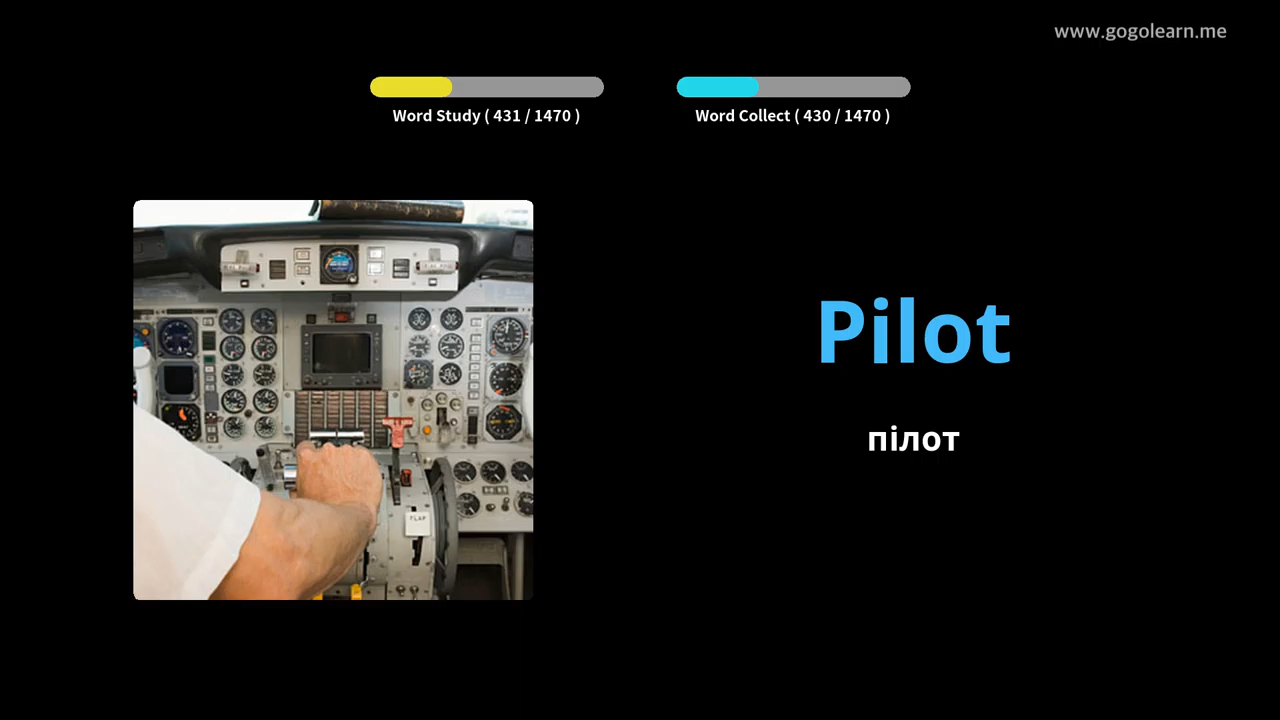 www.gogolearn.me
Word Study ( 431 / 1470 )
Word Collect ( 430 / 1470 )
Pilot
пілот
FLAP